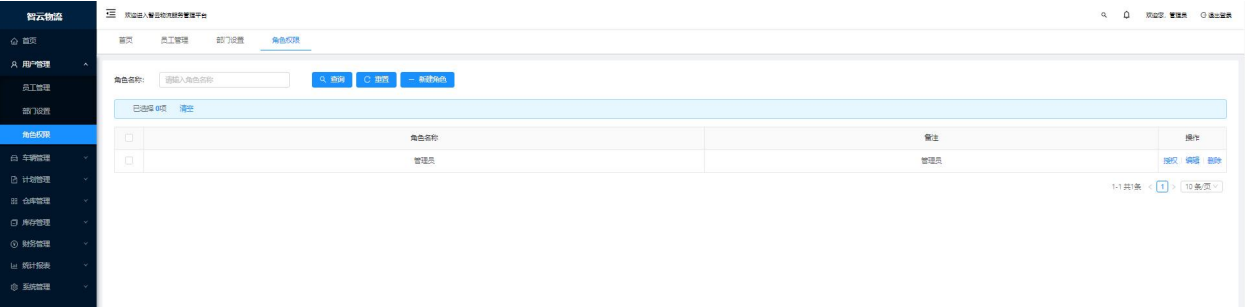 智云物流
欢迎进入智云物流服务管理平台
欢迎您，管理员 退出登录
首页 员工管理 部门设置 角色权限
首页
用户管理
员工管理
部门设置
角色权限
车辆管理
计划管理
仓库管理
库存管理
财务管理
统计报表
系统管理
角色名称： 请输入角色名称 查询 重置 新建角色
已选择 0项 清空
角色名称 备注 操作
管理员 管理员 授权 编辑 删除
1-1 共1条 < 1 > 10 条/页